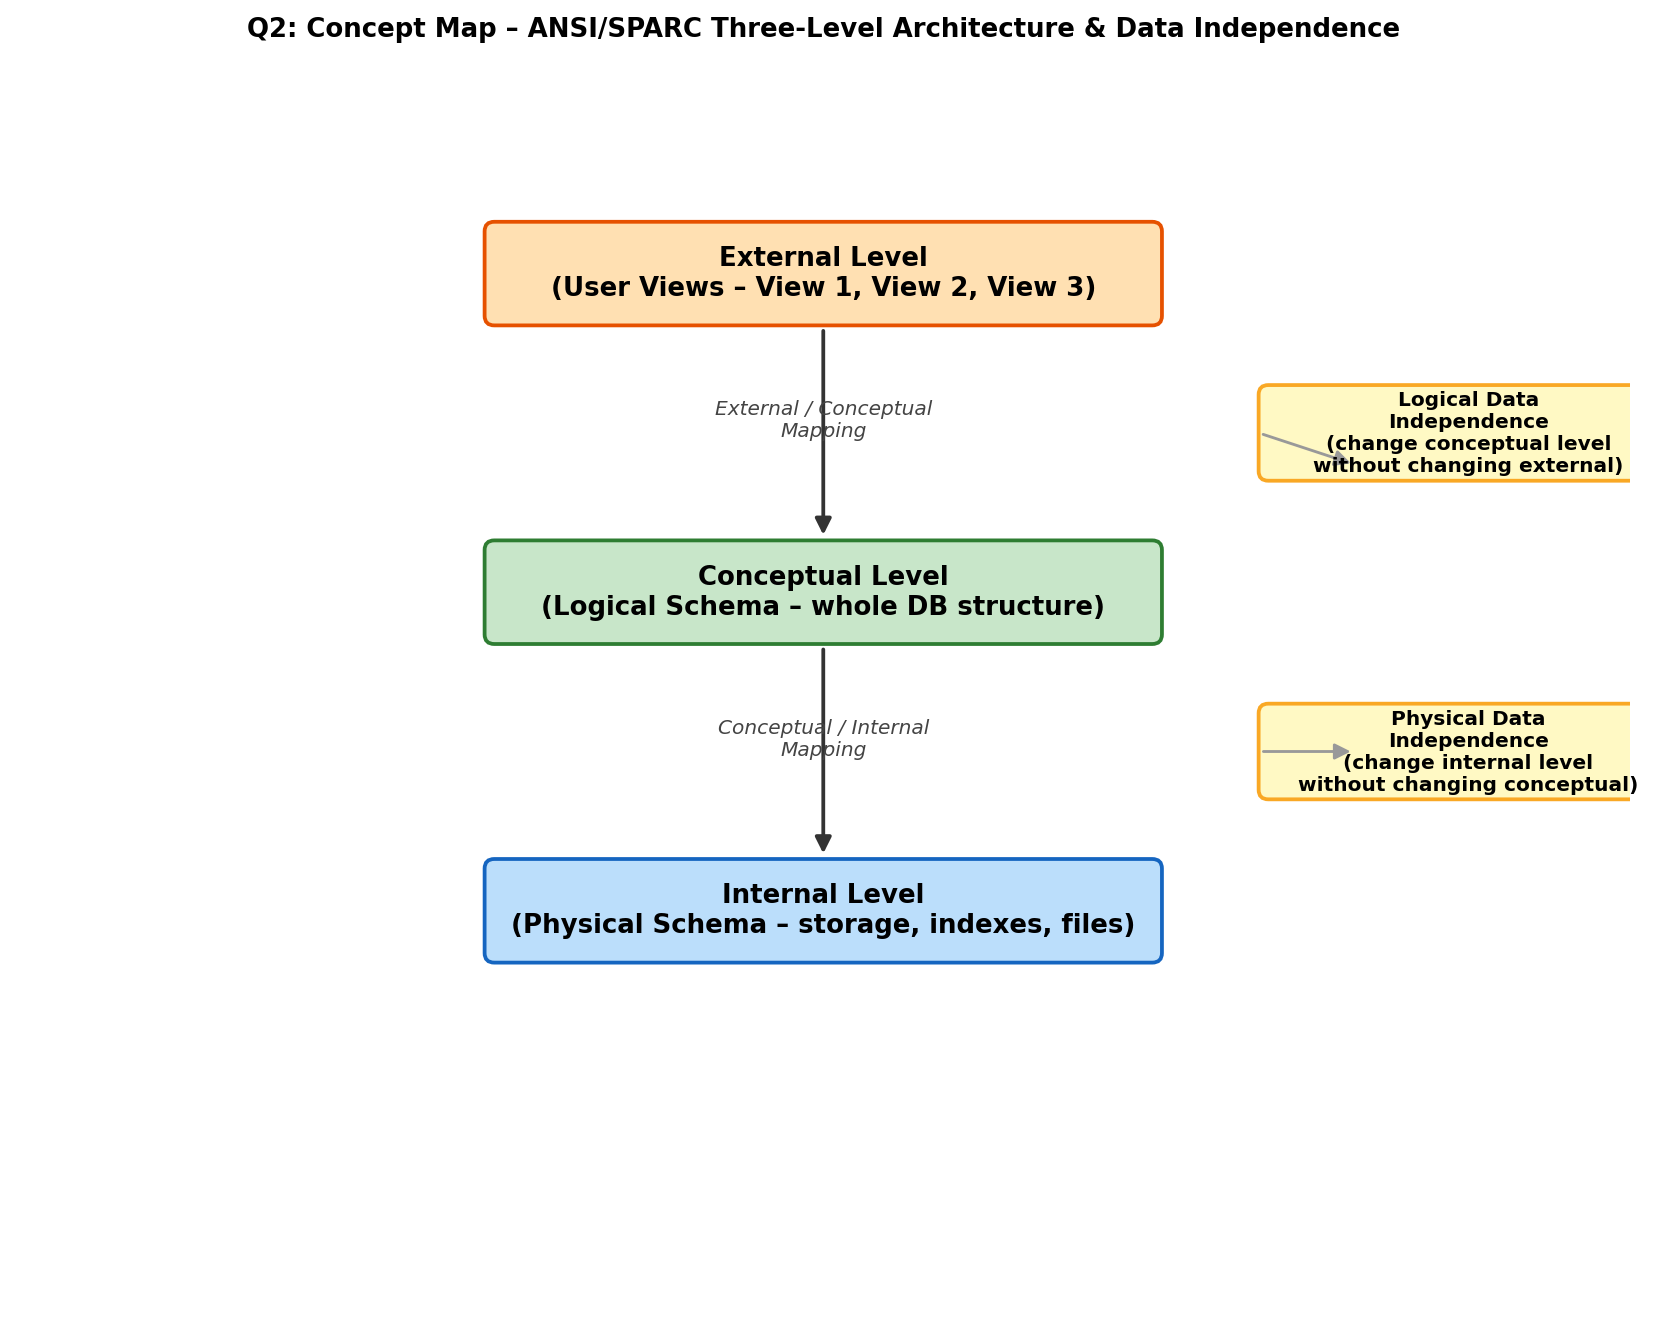 Q2: Concept Map – ANSI/SPARC Three-Level Architecture & Data Independence
External Level
(User Views – View 1, View 2, View 3)
External / Conceptual
Mapping
Logical Data
Independence
(change conceptual level
without changing external)
Conceptual Level
(Logical Schema – whole DB structure)
Conceptual / Internal
Mapping
Physical Data
Independence
(change internal level
without changing conceptual)
Internal Level
(Physical Schema – storage, indexes, files)